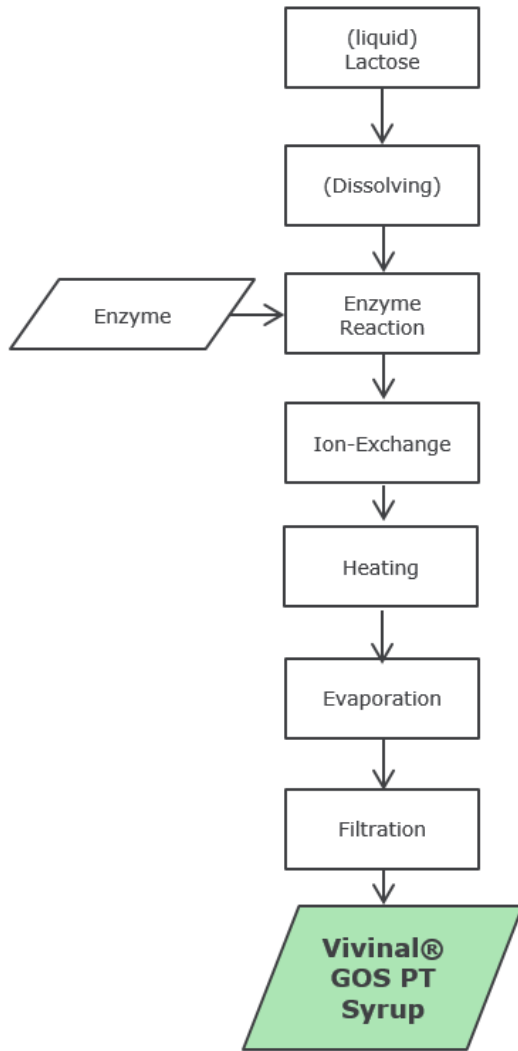 (liquid)
Lactose
(Dissolving)
Enzyme
Enzyme
Reaction
Ion-Exchange
Heating
Evaporation
Filtration
Vivinal®
GOS PT
Syrup